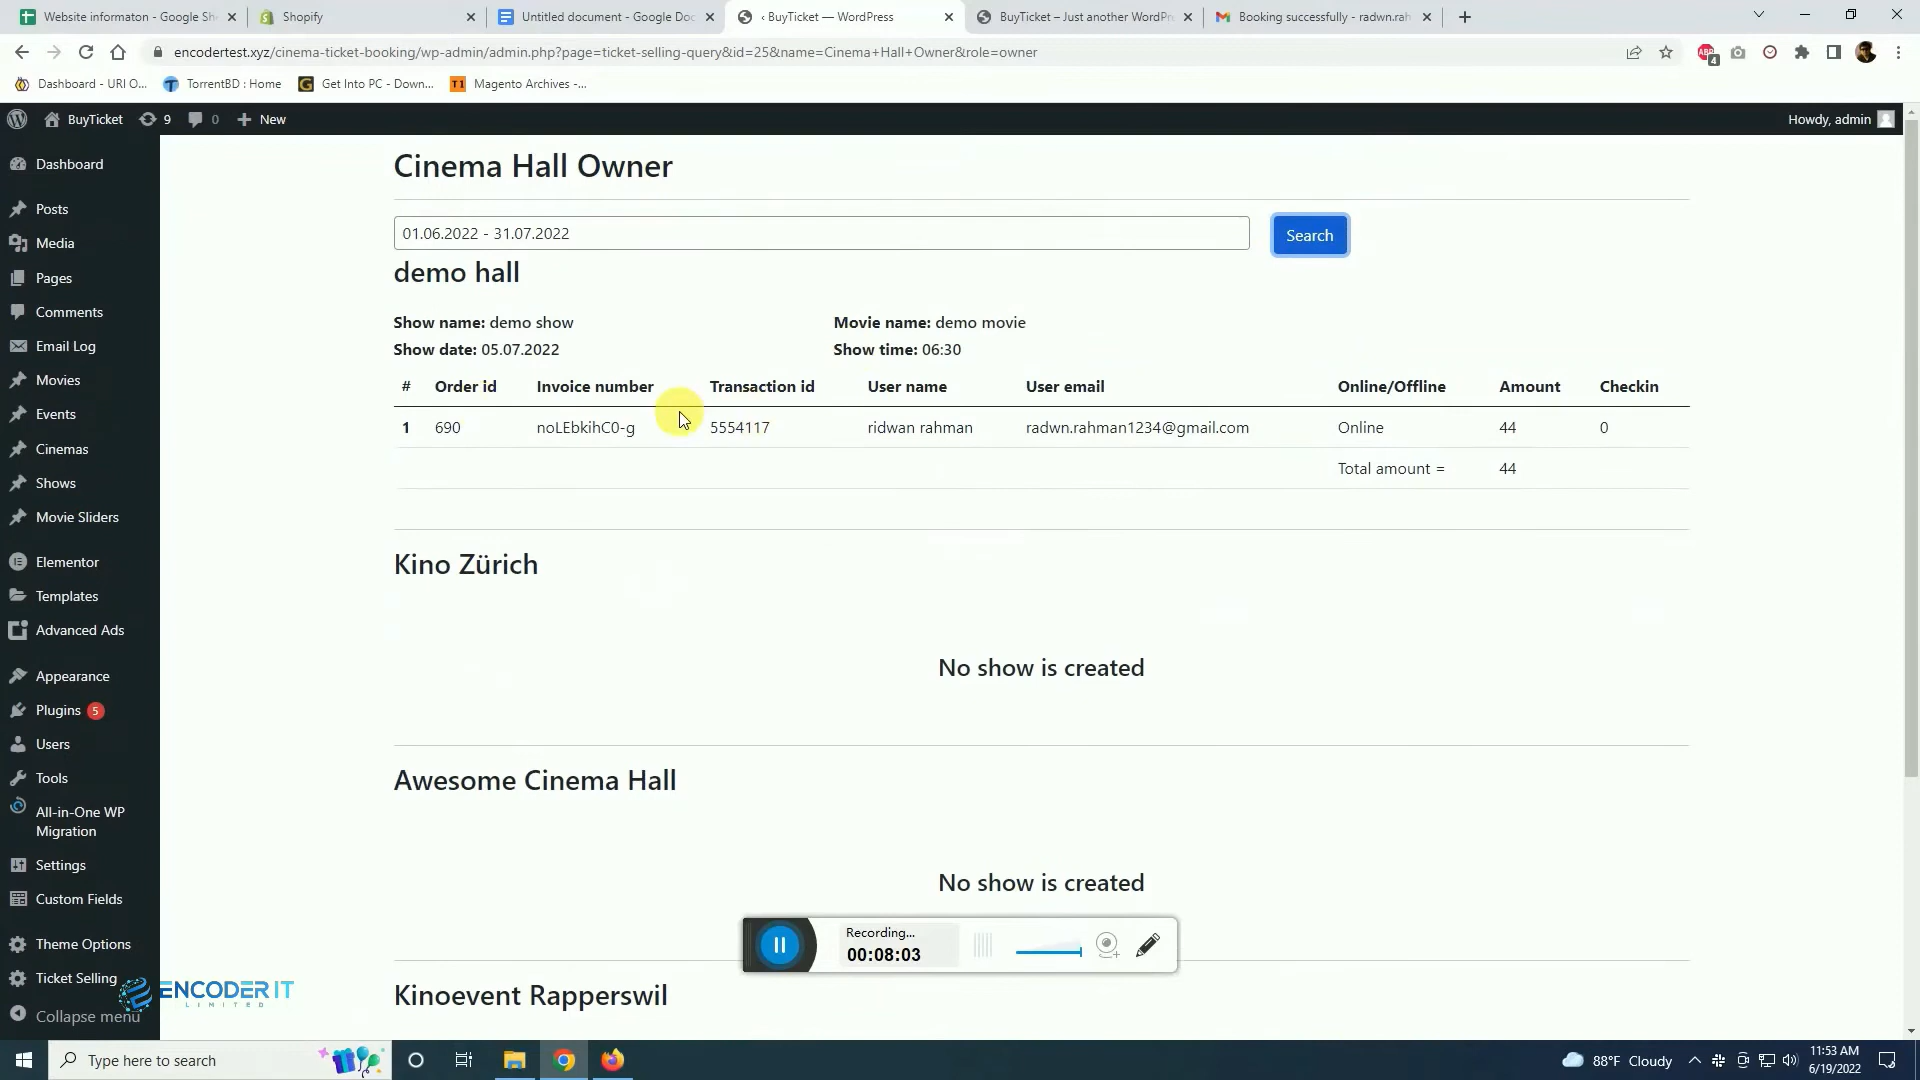 Website informaton - Google She
Shopify
Untitled document - Google Doc
‹ BuyTicket — WordPress
BuyTicket – Just another WordPr
Booking successfully - radwn.rah
encodertest.xyz/cinema-ticket-booking/wp-admin/admin.php?page=ticket-selling-query&id=25&name=Cinema+Hall+Owner&role=owner
ABP
4
Dashboard - URI O...
TorrentBD : Home
Get Into PC - Down...
Magento Archives -...
BuyTicket
9
0
New
Howdy, admin
Dashboard
Posts
Media
Pages
Comments
Email Log
Movies
Events
Cinemas
Shows
Movie Sliders
Elementor
Templates
Advanced Ads
Appearance
Plugins 5
Users
Tools
All-in-One WP
Migration
Settings
Custom Fields
Theme Options
Ticket Selling
Collapse menu
ENCODER IT
LIMITED
Cinema Hall Owner
01.06.2022 - 31.07.2022
Search
demo hall
Show name: demo show
Movie name: demo movie
Show date: 05.07.2022
Show time: 06:30
# Order id Invoice number Transaction id User name User email Online/Offline Amount Checkin
1 690 noLEbkihC0-g 5554117 ridwan rahman radwn.rahman1234@gmail.com Online 44 0
Total amount = 44
Kino Zürich
No show is created
Awesome Cinema Hall
No show is created
Recording...
00:08:03
Kinoevent Rapperswil
Type here to search
88°F Cloudy
11:53 AM
6/19/2022